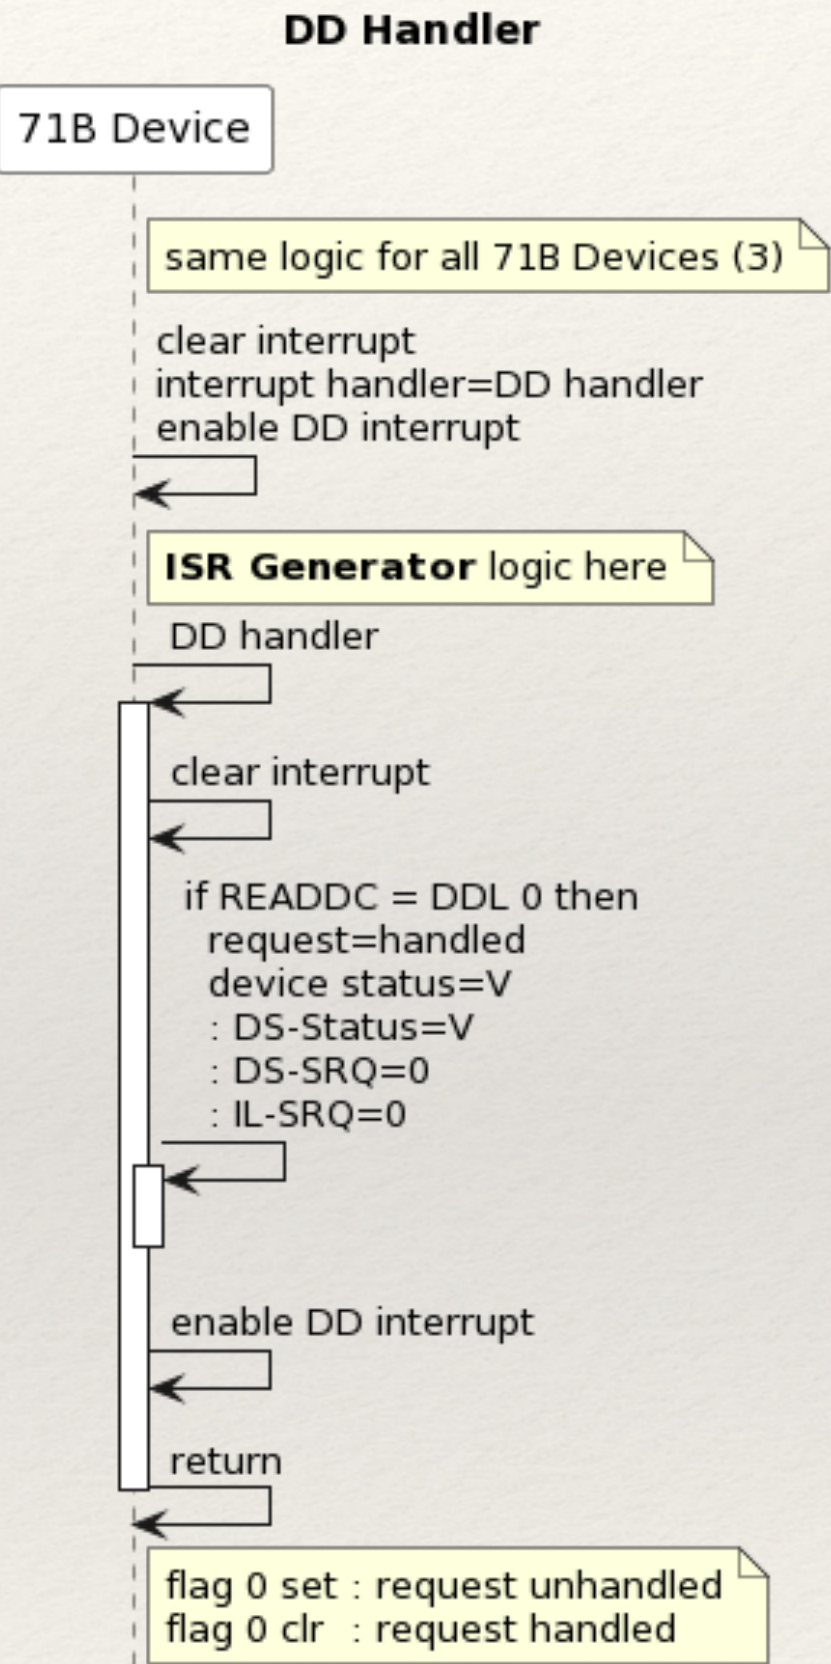 DD Handler
71B Device
same logic for all 71B Devices (3)
clear interrupt
interrupt handler=DD handler
enable DD interrupt
ISR Generator logic here
DD handler
clear interrupt
if READDC = DDL 0 then
request=handled
device status=V
: DS-Status=V
: DS-SRQ=0
: IL-SRQ=0
enable DD interrupt
return
flag 0 set : request unhandled
flag 0 clr : request handled